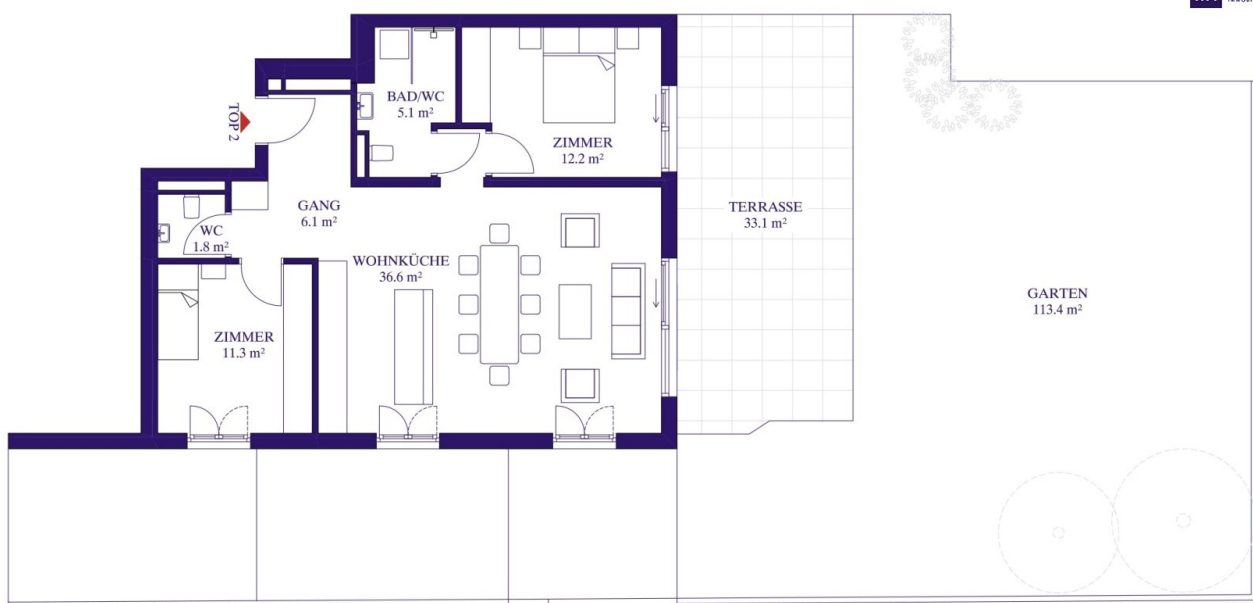 BAD/WC
5.1 m²
TOP 2
ZIMMER
12.2 m²
GANG
6.1 m²
TERRASSE
33.1 m²
WC
1.8 m²
WOHNKÜCHE
36.6 m²
GARTEN
113.4 m²
ZIMMER
11.3 m²